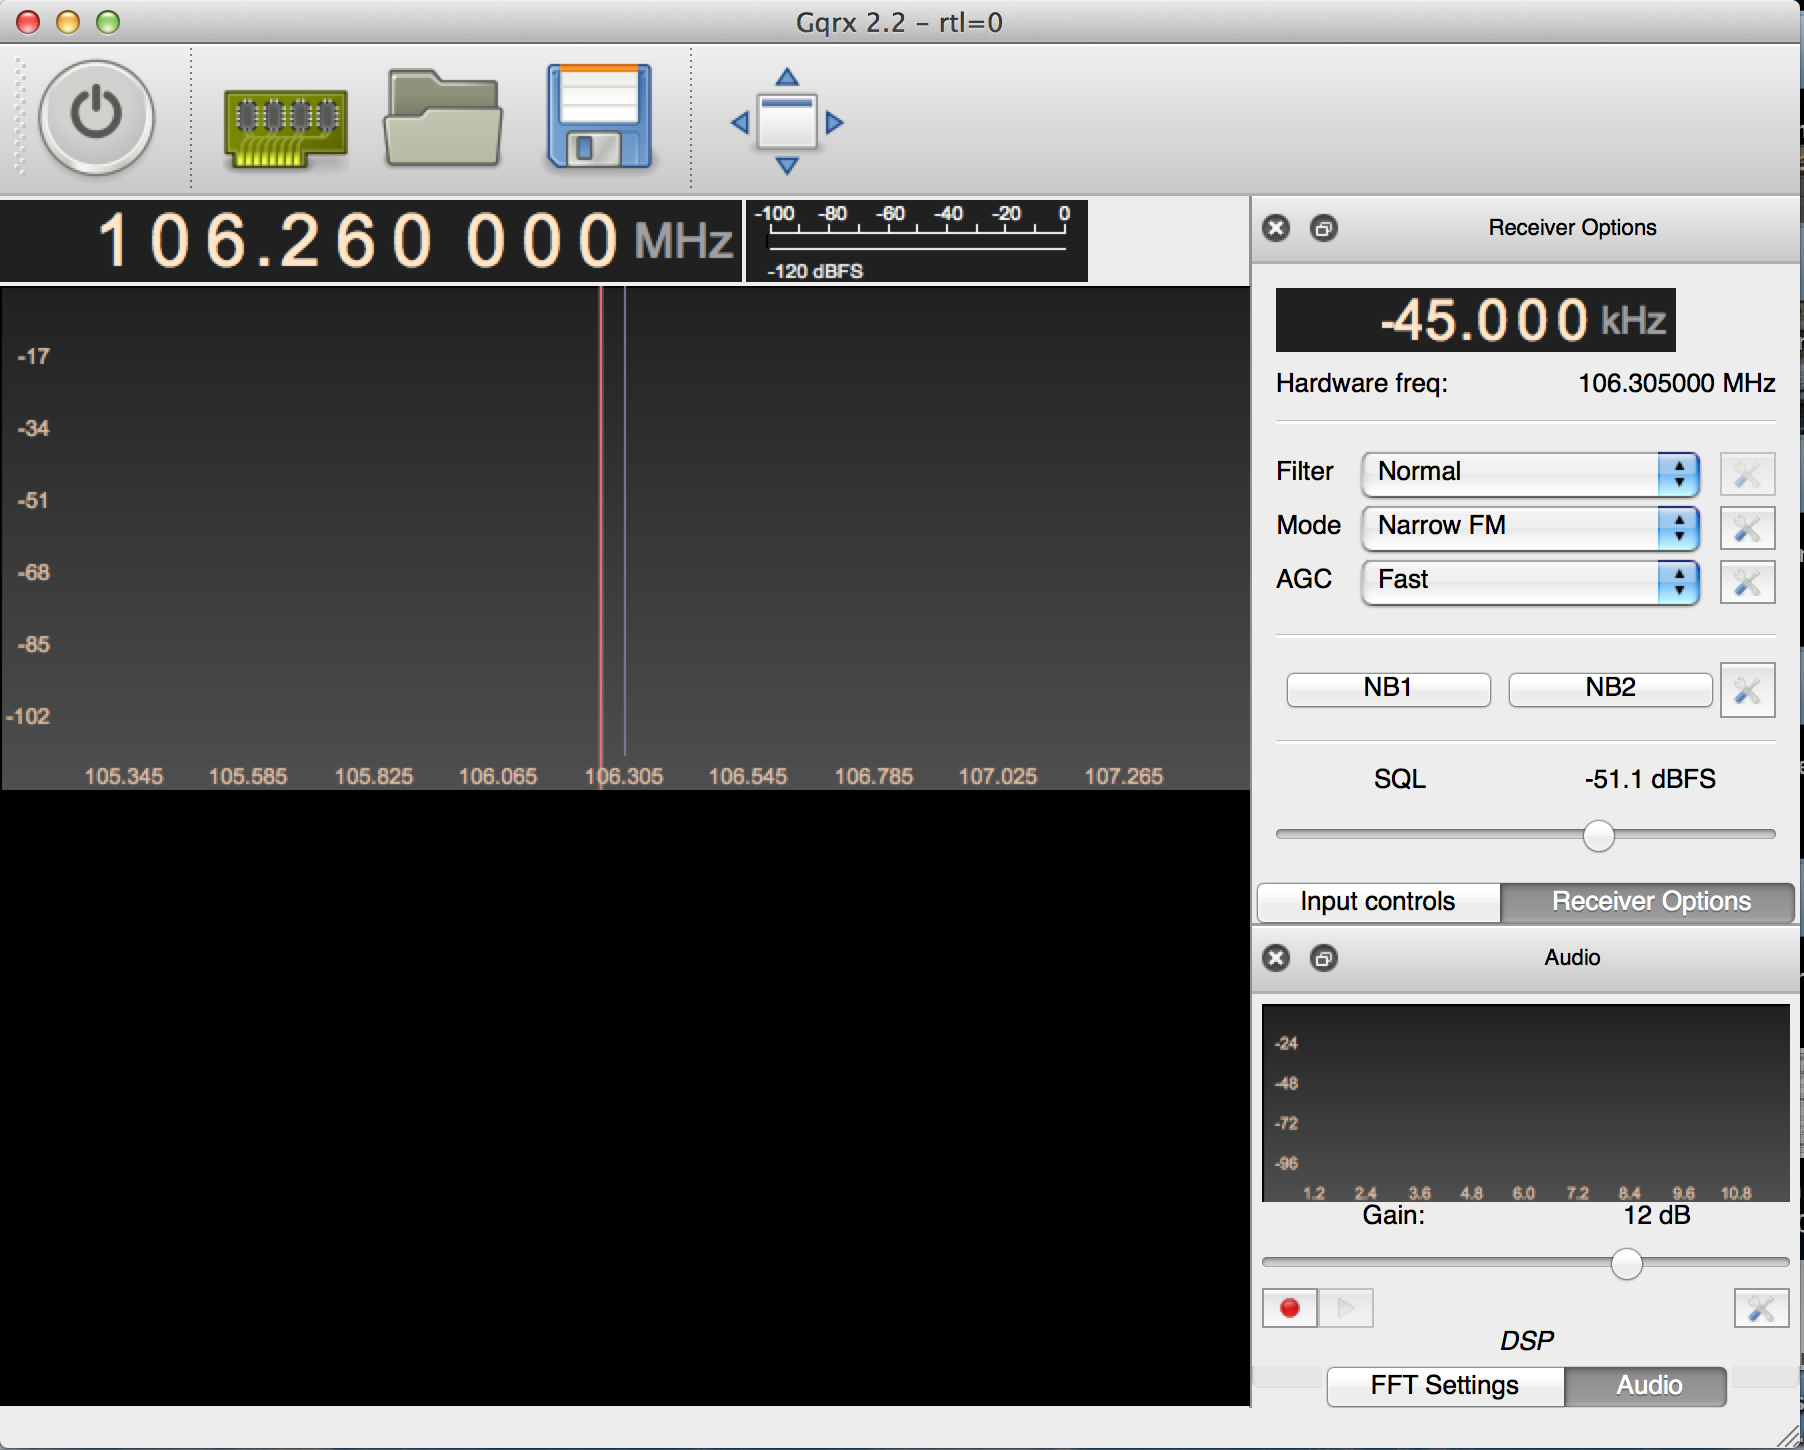 Gqrx 2.2 - rtl=0
106.260 000 MHz
-100 -80 -60 -40 -20 0
-120 dBFS
-17
-34
-51
-68
-85
-102
105.345 105.585 105.825 106.065 106.305 106.545 106.785 107.025 107.265
Receiver Options
-45.000 kHz
Hardware freq: 106.305000 MHz
Filter Normal
Mode Narrow FM
AGC Fast
NB1 NB2
SQL -51.1 dBFS
Input controls Receiver Options
Audio
-24
-48
-72
-96
1.2 2.4 3.6 4.8 6.0 7.2 8.4 9.6 10.8
Gain: 12 dB
DSP
FFT Settings Audio